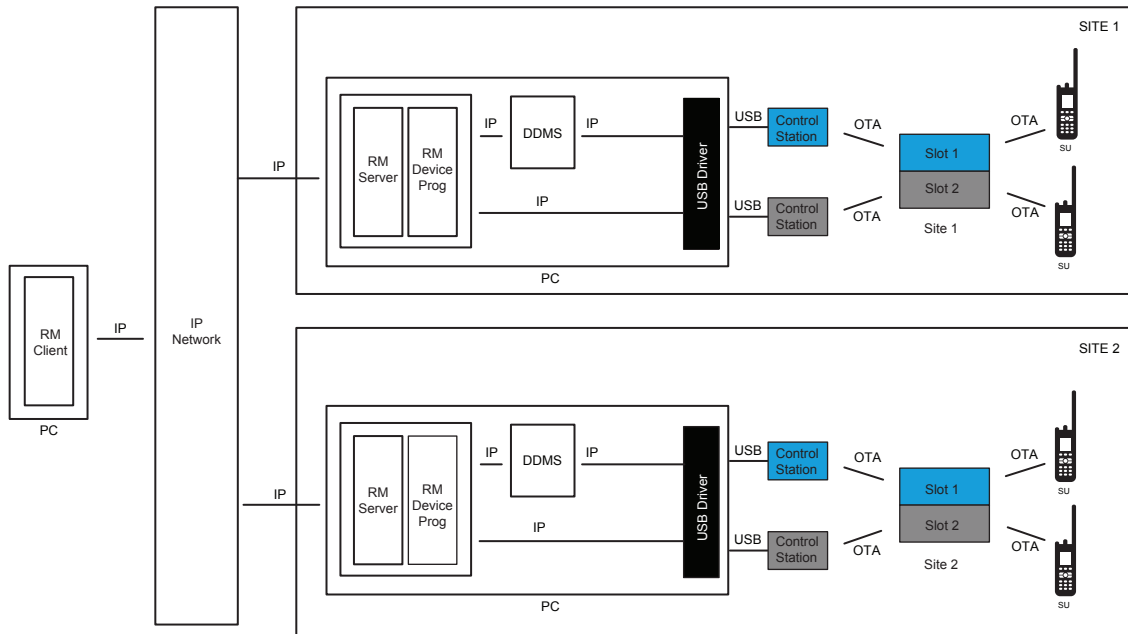 RM
Client
PC
IP
IP
Network
IP
IP
SITE 1
RM
Server
RM
Device
Prog
IP
DDMS
IP
IP
USB Driver
PC
USB
Control
Station
USB
Control
Station
OTA
OTA
Slot 1
Slot 2
Site 1
OTA
OTA
SU
SU
SITE 2
RM
Server
RM
Device
Prog
IP
DDMS
IP
IP
USB Driver
PC
USB
Control
Station
USB
Control
Station
OTA
OTA
Slot 1
Slot 2
Site 2
OTA
OTA
SU
SU